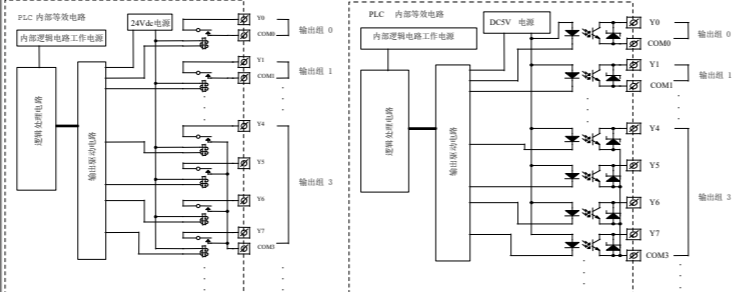 PLC 内部等效电路
24Vdc电源
内部逻辑电路工作电源
逻辑处理电路
输出驱动电路
Y0
COM0
输出组 0
Y1
COM1
输出组 1
Y4
Y5
输出组 3
Y6
Y7
COM3
PLC 内部等效电路
DC5V 电源
内部逻辑电路工作电源
逻辑处理电路
输出驱动电路
Y0
COM0
输出组 0
Y1
COM1
输出组 1
Y4
Y5
输出组 3
Y6
Y7
COM3